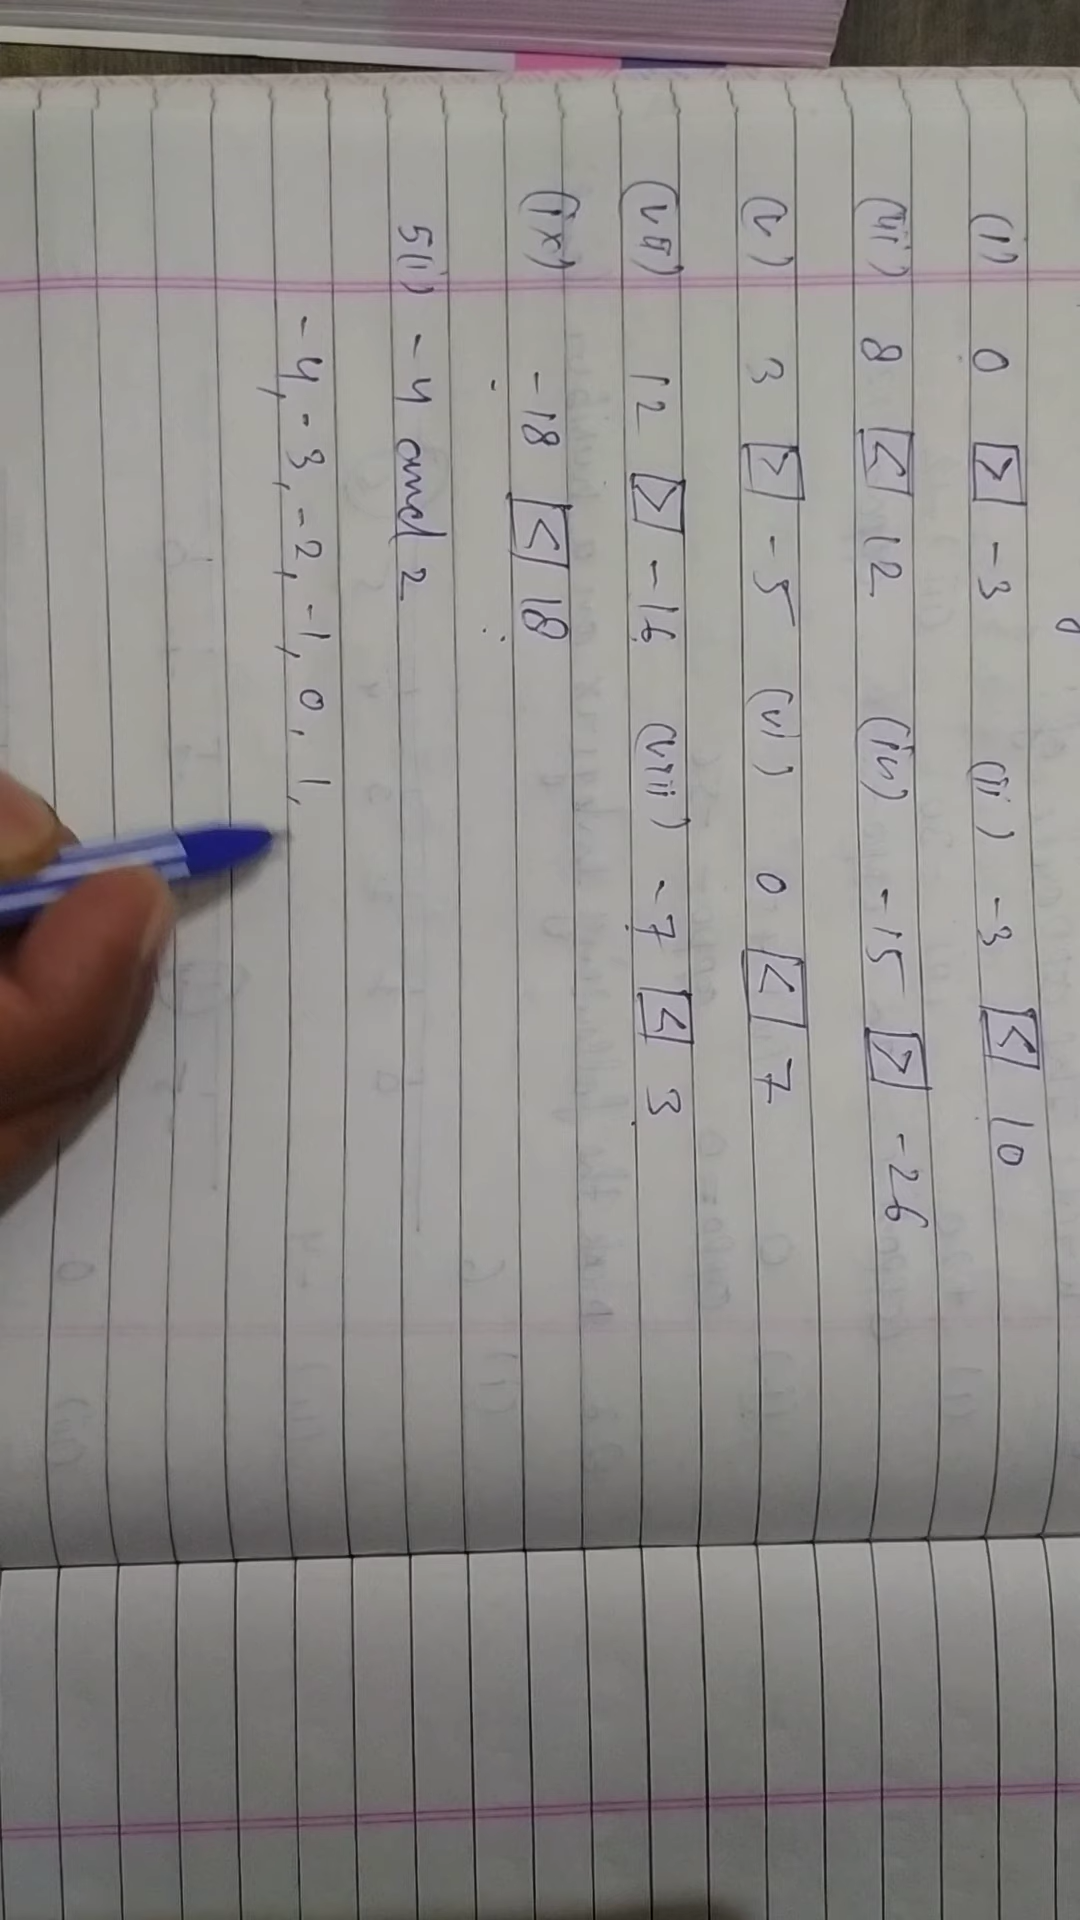 (i) 0 > -3 (ii) -3 < 10
(iii) 8 < 12 (iv) -15 > -26
(v) 3 > -5 (vi) 0 < 7
(vii) 12 > -16 (viii) -7 < 3
(ix) -18 < 18
5(i) -4 and 2
-4, -3, -2, -1, 0, 1,